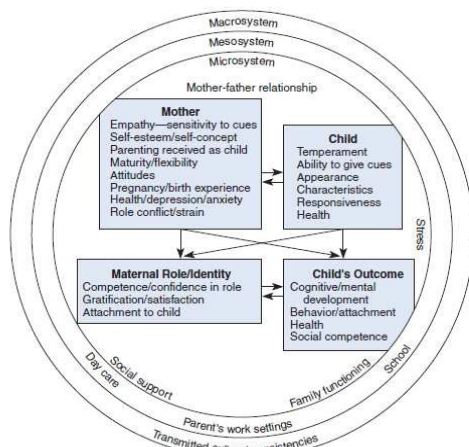 Macrosystem
Mesosystem
Microsystem
Mother-father relationship
Mother
Empathy—sensitivity to cues
Self-esteem/self-concept
Parenting received as child
Maturity/flexibility
Attitudes
Pregnancy/birth experience
Health/depression/anxiety
Role conflict/strain
Child
Temperament
Ability to give cues
Appearance
Characteristics
Responsiveness
Health
Stress
Maternal Role/Identity
Competence/confidence in role
Gratification/satisfaction
Attachment to child
Child's Outcome
Cognitive/mental
development
Behavior/attachment
Health
Social competence
Social support
Family functioning
Day care
School
Parent's work settings
Transmitted